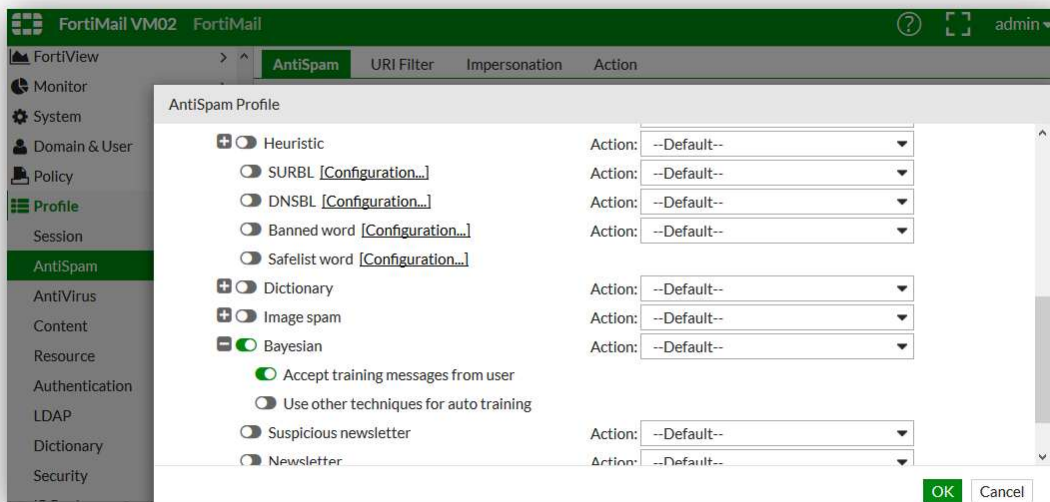 FortiMail VM02 FortiMail
admin
FortiView
Monitor
System
Domain & User
Policy
Profile
Session
AntiSpam
AntiVirus
Content
Resource
Authentication
LDAP
Dictionary
Security
AntiSpam URI Filter Impersonation Action
AntiSpam Profile
Heuristic Action: --Default--
SURBL [Configuration...] Action: --Default--
DNSBL [Configuration...] Action: --Default--
Banned word [Configuration...] Action: --Default--
Safelist word [Configuration...]
Dictionary Action: --Default--
Image spam Action: --Default--
Bayesian Action: --Default--
Accept training messages from user
Use other techniques for auto training
Suspicious newsletter Action: --Default--
Newsletter Action: --Default--
OK Cancel